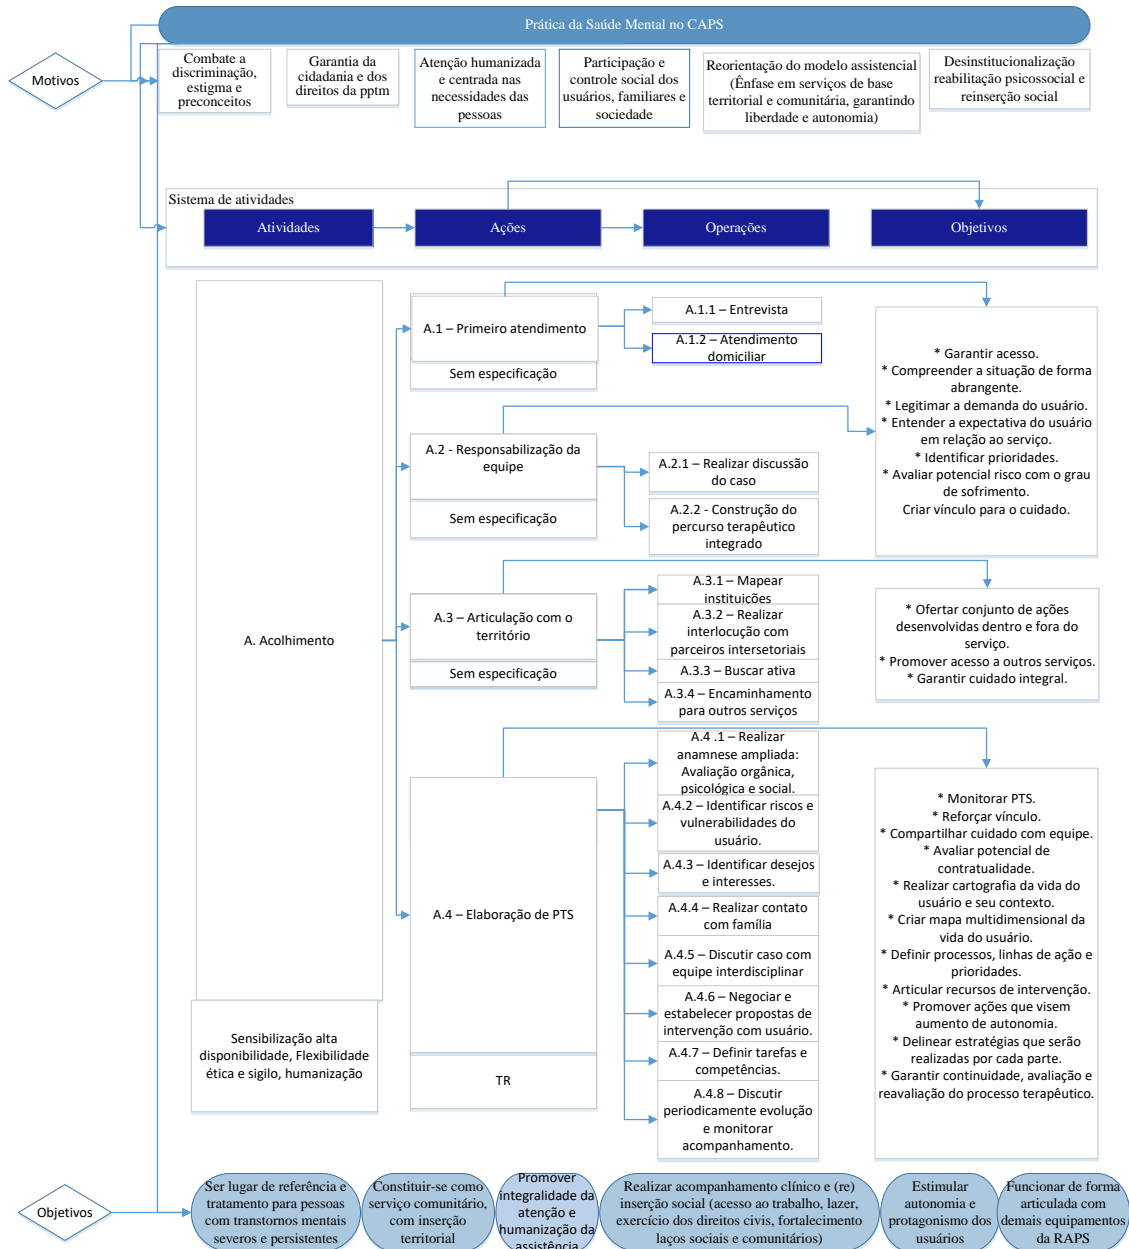 Prática da Saúde Mental no CAPS
Motivos
Combate a
discriminação,
estigma e
preconceitos
Garantia da
cidadania e dos
direitos da pptm
Atenção humanizada
e centrada nas
necessidades das
pessoas
Participação e
controle social dos
usuários, familiares e
sociedade
Reorientação do modelo assistencial
(Ênfase em serviços de base
territorial e comunitária, garantindo
liberdade e autonomia)
Desinstitucionalização
reabilitação psicossocial e
reinserção social
Sistema de atividades
Atividades
Ações
Operações
Objetivos
A. Acolhimento
Sensibilização alta
disponibilidade, Flexibilidade
ética e sigilo, humanização
A.1 – Primeiro atendimento
Sem especificação
A.1.1 – Entrevista
A.1.2 – Atendimento
domiciliar
A.2 - Responsabilização da
equipe
Sem especificação
A.2.1 – Realizar discussão
do caso
A.2.2 - Construção do
percurso terapêutico
integrado
* Garantir acesso.
* Compreender a situação de forma
abrangente.
* Legitimar a demanda do usuário.
* Entender a expectativa do usuário
em relação ao serviço.
* Identificar prioridades.
* Avaliar potencial risco com o grau
de sofrimento.
Criar vínculo para o cuidado.
A.3 – Articulação com o
território
Sem especificação
A.3.1 – Mapear
instituições
A.3.2 – Realizar
interlocução com
parceiros intersetoriais
A.3.3 – Buscar ativa
A.3.4 – Encaminhamento
para outros serviços
* Ofertar conjunto de ações
desenvolvidas dentro e fora do
serviço.
* Promover acesso a outros serviços.
* Garantir cuidado integral.
A.4 – Elaboração de PTS
TR
A.4 .1 – Realizar
anamnese ampliada:
Avaliação orgânica,
psicológica e social.
A.4.2 – Identificar riscos e
vulnerabilidades do
usuário.
A.4.3 – Identificar desejos
e interesses.
A.4.4 – Realizar contato
com família
A.4.5 – Discutir caso com
equipe interdisciplinar
A.4.6 – Negociar e
estabelecer propostas de
intervenção com usuário.
A.4.7 – Definir tarefas e
competências.
A.4.8 – Discutir
periodicamente evolução
e monitorar
acompanhamento.
* Monitorar PTS.
* Reforçar vínculo.
* Compartilhar cuidado com equipe.
* Avaliar potencial de
contratualidade.
* Realizar cartografia da vida do
usuário e seu contexto.
* Criar mapa multidimensional da
vida do usuário.
* Definir processos, linhas de ação e
prioridades.
* Articular recursos de intervenção.
* Promover ações que visem
aumento de autonomia.
* Delinear estratégias que serão
realizadas por cada parte.
* Garantir continuidade, avaliação e
reavaliação do processo terapêutico.
Objetivos
Ser lugar de referência e
tratamento para pessoas
com transtornos mentais
severos e persistentes
Constituir-se como
serviço comunitário,
com inserção
territorial
Promover
integralidade da
atenção e
humanização da
assistência
Realizar acompanhamento clínico e (re)
inserção social (acesso ao trabalho, lazer,
exercício dos direitos civis, fortalecimento
laços sociais e comunitários)
Estimular
autonomia e
protagonismo dos
usuários
Funcionar de forma
articulada com
demais equipamentos
da RAPS